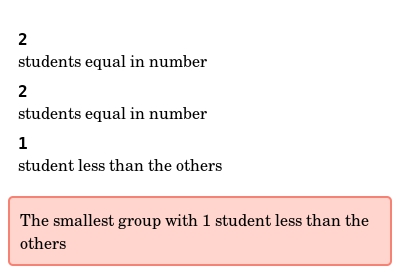 2
students equal in number
2
students equal in number
1
student less than the others
The smallest group with 1 student less than the
others